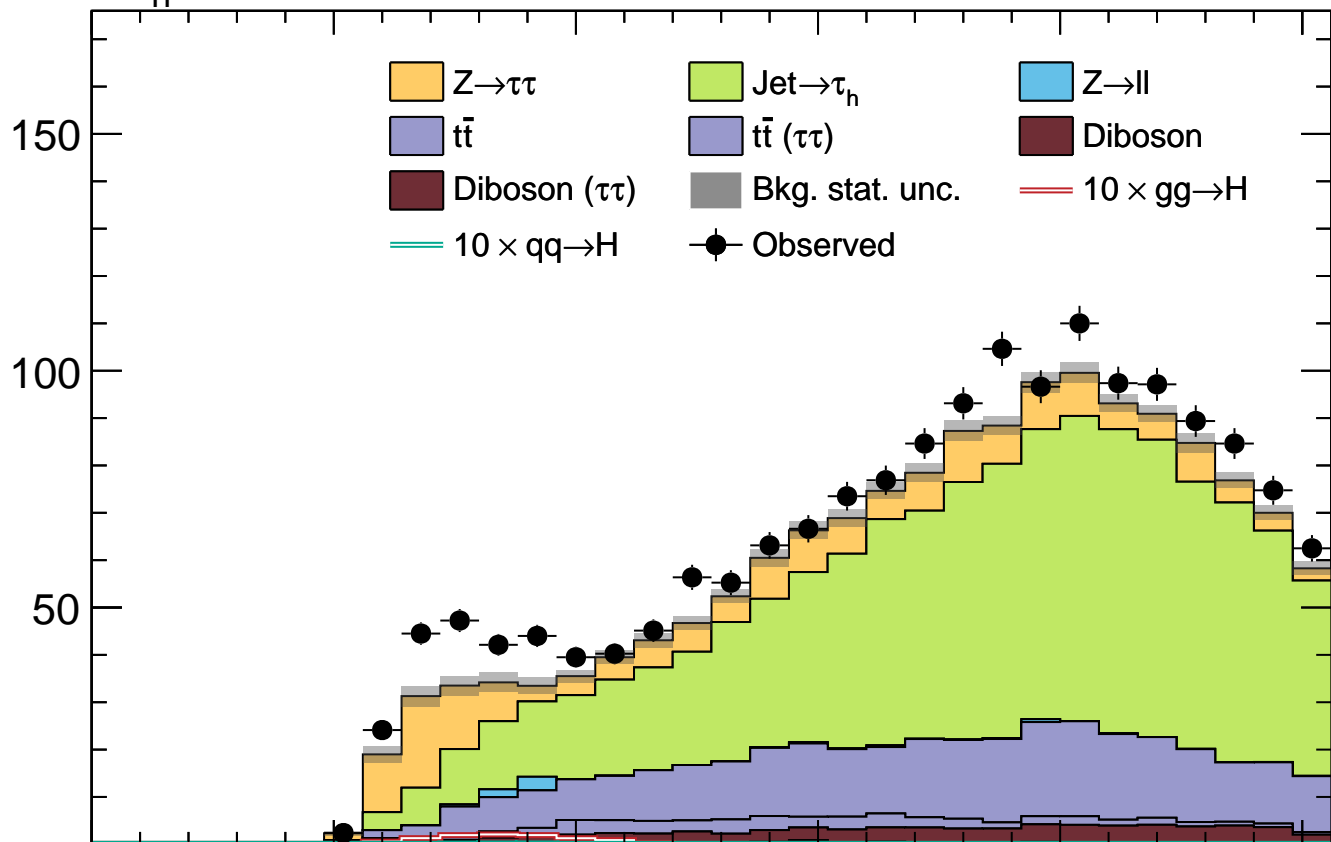 Z→ττ Jet→τ_h Z→ll
150
tt̄ tt̄ (ττ) Diboson
Diboson (ττ) Bkg. stat. unc. 10 × gg→H
10 × qq→H Observed
100
50